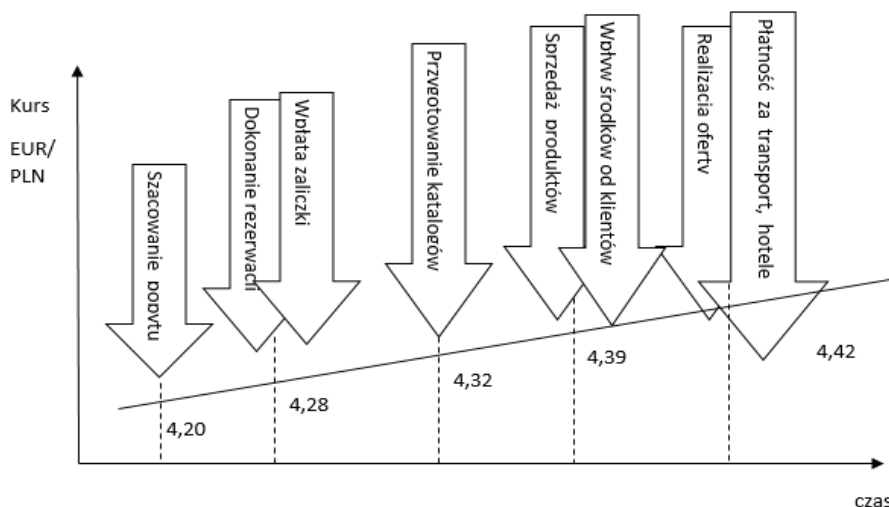 Kurs
EUR/
PLN
Szacowanie popytu
Dokonanie rezerwacji
Wpłata zaliczki
Przygotowanie katalogów
Sprzedaż produktów
Wpływ środków od klientów
Realizacja oferty
Płatność za transport, hotele
4,20
4,28
4,32
4,39
4,42
czas